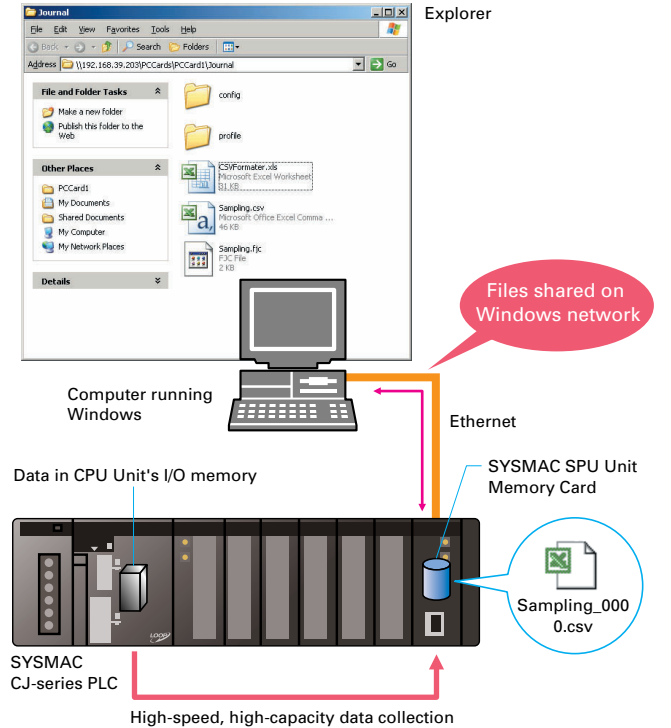 Journal
Explorer
File Edit View Favorites Tools Help
Back Search Folders
Address \\192.168.39.203\PCCards\PCCard1\Journal Go
File and Folder Tasks
Make a new folder
Publish this folder to the
Web
Other Places
PCCard1
My Documents
Shared Documents
My Computer
My Network Places
Details
config
profile
CSVFormater.xls
Microsoft Excel Worksheet
31 KB
Sampling.csv
Microsoft Office Excel Comma ...
46 KB
Sampling.fjc
FJC File
2 KB
Files shared on
Windows network
Computer running
Windows
Ethernet
Data in CPU Unit's I/O memory
SYSMAC SPU Unit
Memory Card
Sampling_000
0.csv
SYSMAC
CJ-series PLC
High-speed, high-capacity data collection